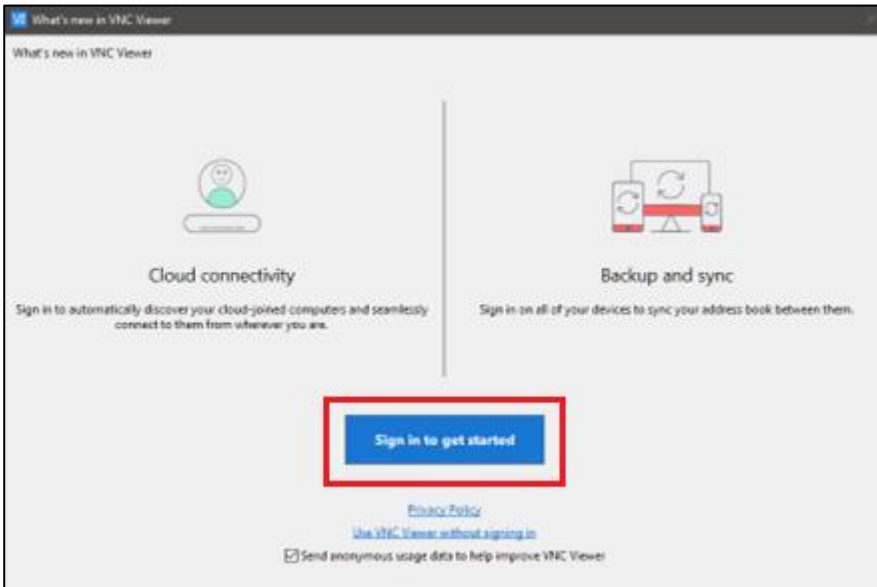 What's new in VNC Viewer
What's new in VNC Viewer
Cloud connectivity
Sign in to automatically discover your cloud-joined computers and seamlessly
connect to them from wherever you are.
Backup and sync
Sign in on all of your devices to sync your address book between them.
Sign in to get started
Privacy Policy
Use VNC Viewer without signing in
Send anonymous usage data to help improve VNC Viewer